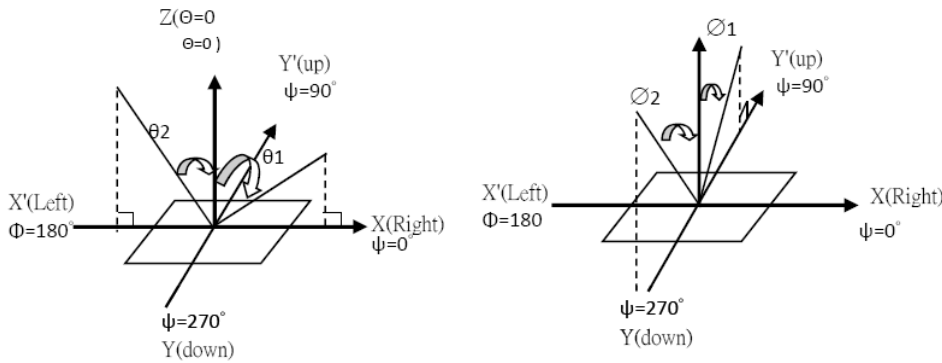 Z(Θ=0
Θ=0 )
Y'(up)
ψ=90°
θ2
θ1
X'(Left)
Φ=180°
X(Right)
ψ=0°
ψ=270°
Y(down)
∅1
Y'(up)
ψ=90°
∅2
X'(Left)
Φ=180
X(Right)
ψ=0°
ψ=270°
Y(down)